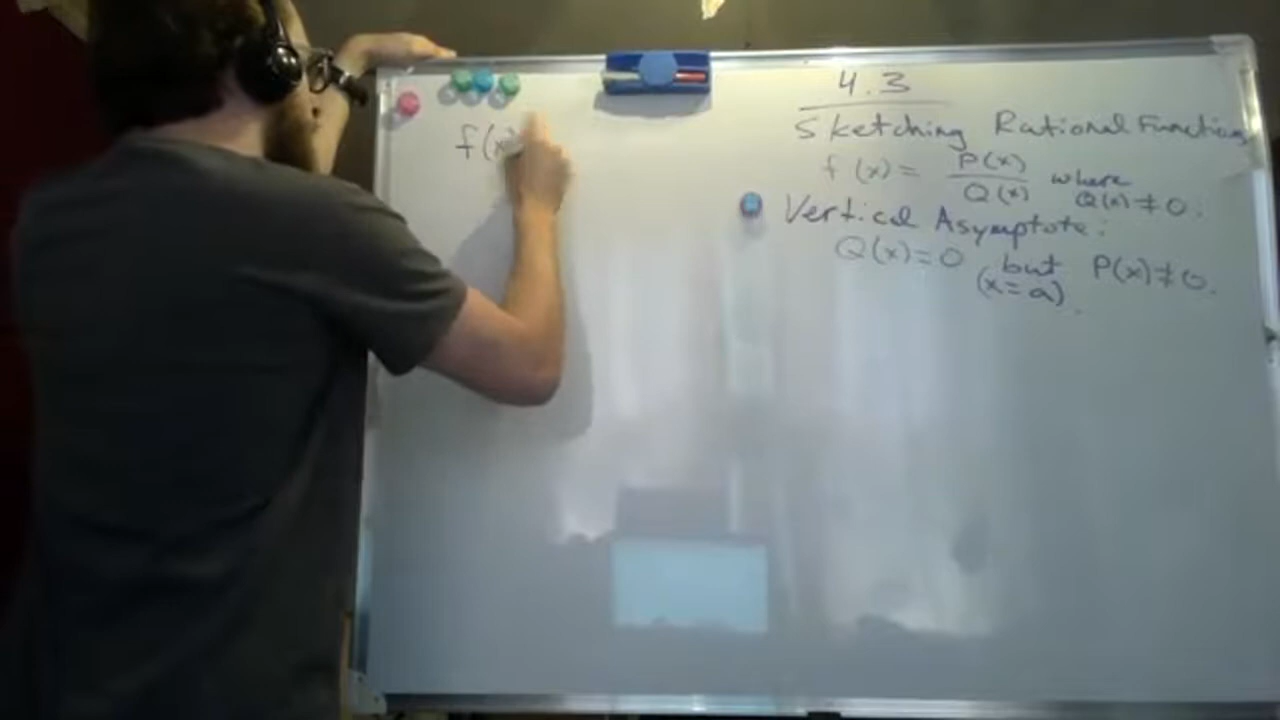 f(x)
4.3
Sketching Rational Functions
f(x) = P(x)/Q(x) where Q(x) ≠ 0.
Vertical Asymptote:
Q(x) = 0 but P(x) ≠ 0.
(x = a).